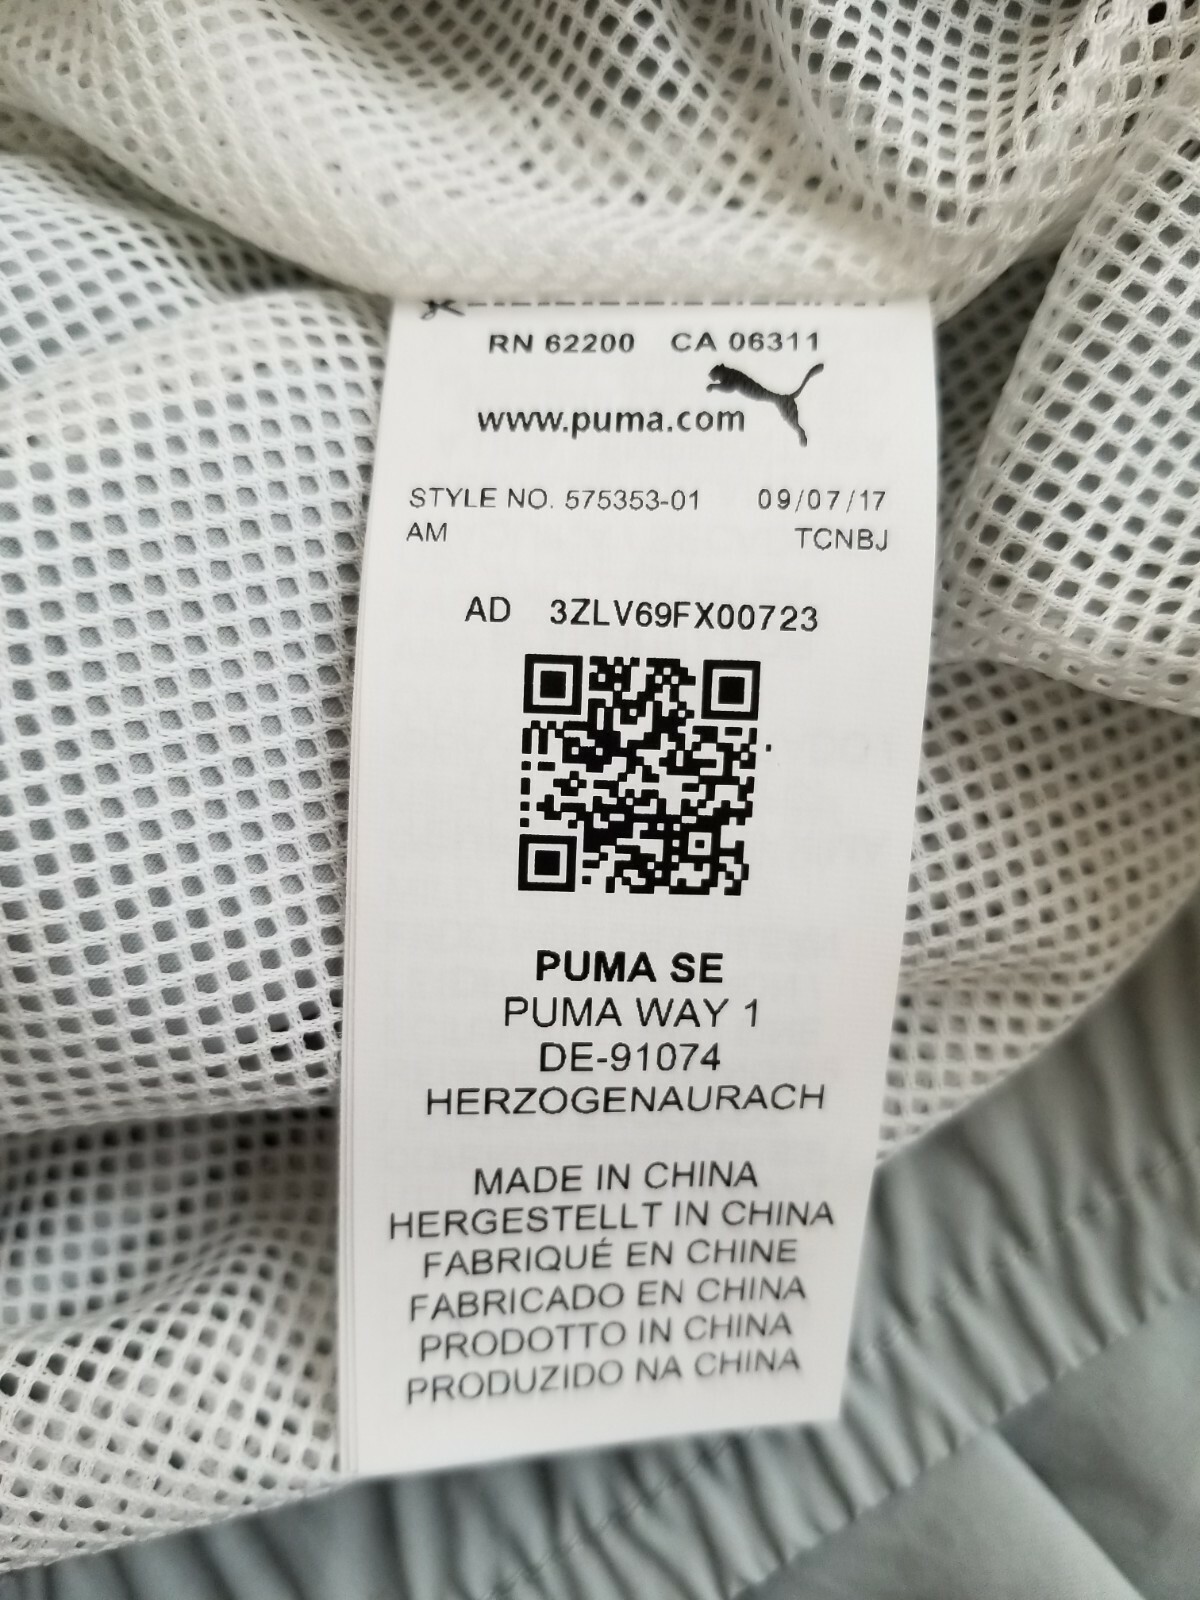 RN 62200 CA 06311
www.puma.com
STYLE NO. 575353-01 09/07/17
AM TCNBJ
AD 3ZLV69FX00723
PUMA SE
PUMA WAY 1
DE-91074
HERZOGENAURACH
MADE IN CHINA
HERGESTELLT IN CHINA
FABRIQUÉ EN CHINE
FABRICADO EN CHINA
PRODOTTO IN CHINA
PRODUZIDO NA CHINA